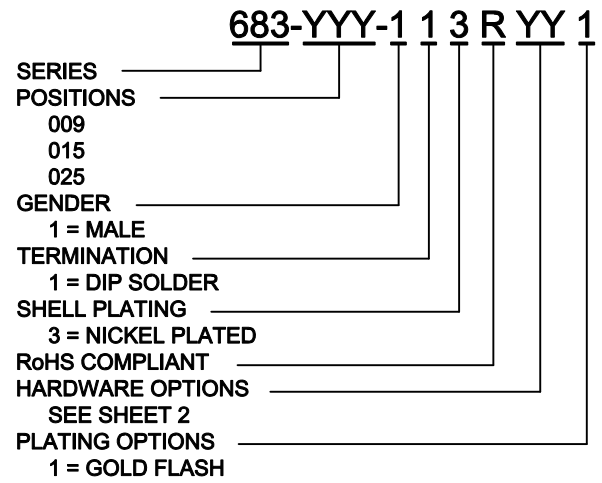 683-YYY-1 1 3 R YY 1
SERIES
POSITIONS
009
015
025
GENDER
1 = MALE
TERMINATION
1 = DIP SOLDER
SHELL PLATING
3 = NICKEL PLATED
RoHS COMPLIANT
HARDWARE OPTIONS
SEE SHEET 2
PLATING OPTIONS
1 = GOLD FLASH